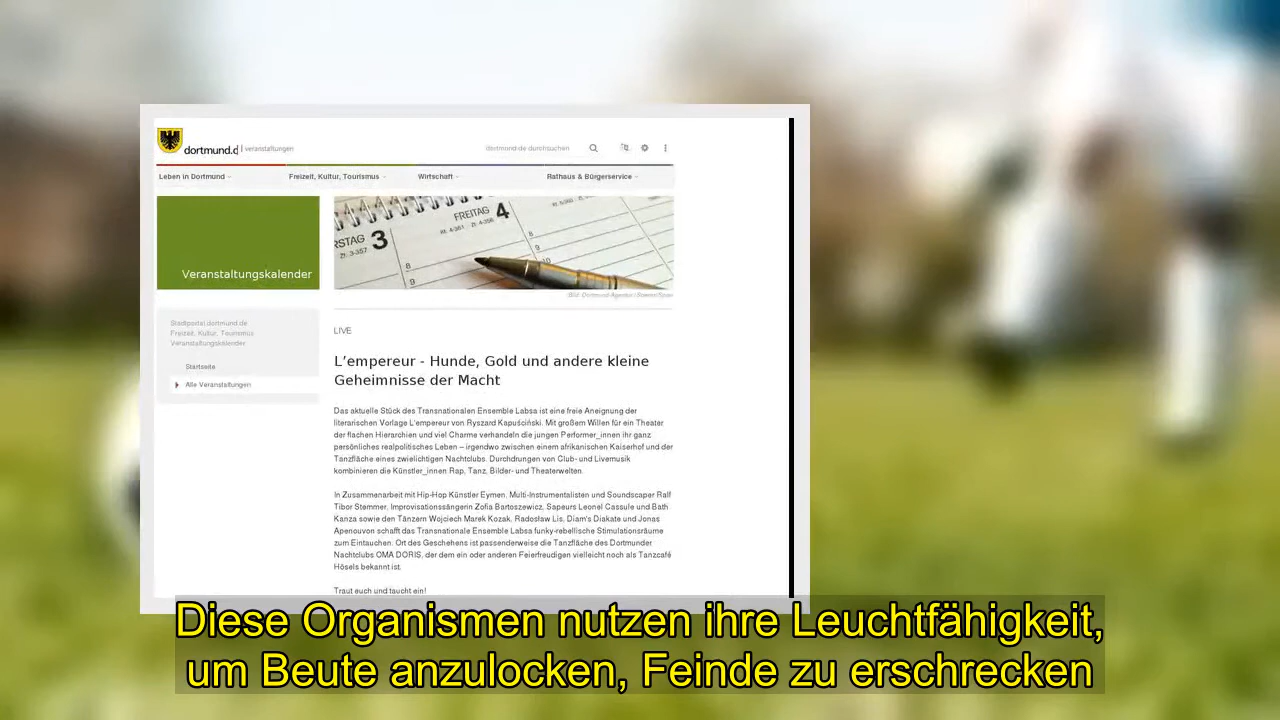 dortmund.d
veranstaltungen
dortmund.de durchsuchen
Leben in Dortmund
Freizeit, Kultur, Tourismus
Wirtschaft
Rathaus & Bürgerservice
Veranstaltungskalender
RSTAG 3
FREITAG 4
8
9
8
9
10
Bild: Dortmund-Agentur /
Stadtportal dortmund.de
Freizeit, Kultur, Tourismus
Veranstaltungskalender
Startseite
Alle Veranstaltungen
LIVE
L’empereur - Hunde, Gold und andere kleine
Geheimnisse der Macht
Das aktuelle Stück des Transnationalen Ensemble Labsa ist eine freie Aneignung der
literarischen Vorlage L'empereur von Ryszard Kapuściński. Mit großem Willen für ein Theater
der flachen Hierarchien und viel Charme verhandeln die jungen Performer_innen ihr ganz
persönliches realpolitisches Leben – irgendwo zwischen einem afrikanischen Kaiserhof und der
Tanzfläche eines zwielichtigen Nachtclubs. Durchdrungen von Club- und Livemusik
kombinieren die Künstler_innen Rap, Tanz, Bilder- und Theaterwelten.
In Zusammenarbeit mit Hip-Hop Künstler Eymen, Multi-Instrumentalisten und Soundscaper Ralf
Tibor Stemmer, Improvisationssängerin Zofia Bartoszewicz, Sapeurs Leonel Cassule und Bath
Kanza sowie den Tänzern Wojciech Marek Kozak, Radosław Lis, Diam's Diakate und Jonas
Apenouvon schafft das Transnationale Ensemble Labsa funky-rebellische Stimulationsräume
zum Eintauchen. Ort des Geschehens ist passenderweise die Tanzfläche des Dortmunder
Nachtclubs OMA DORIS, der dem ein oder anderen Feierfreudigen vielleicht noch als Tanzcafé
Hösels bekannt ist.
Traut euch und taucht ein!
Diese Organismen nutzen ihre Leuchtfähigkeit,
um Beute anzulocken, Feinde zu erschrecken